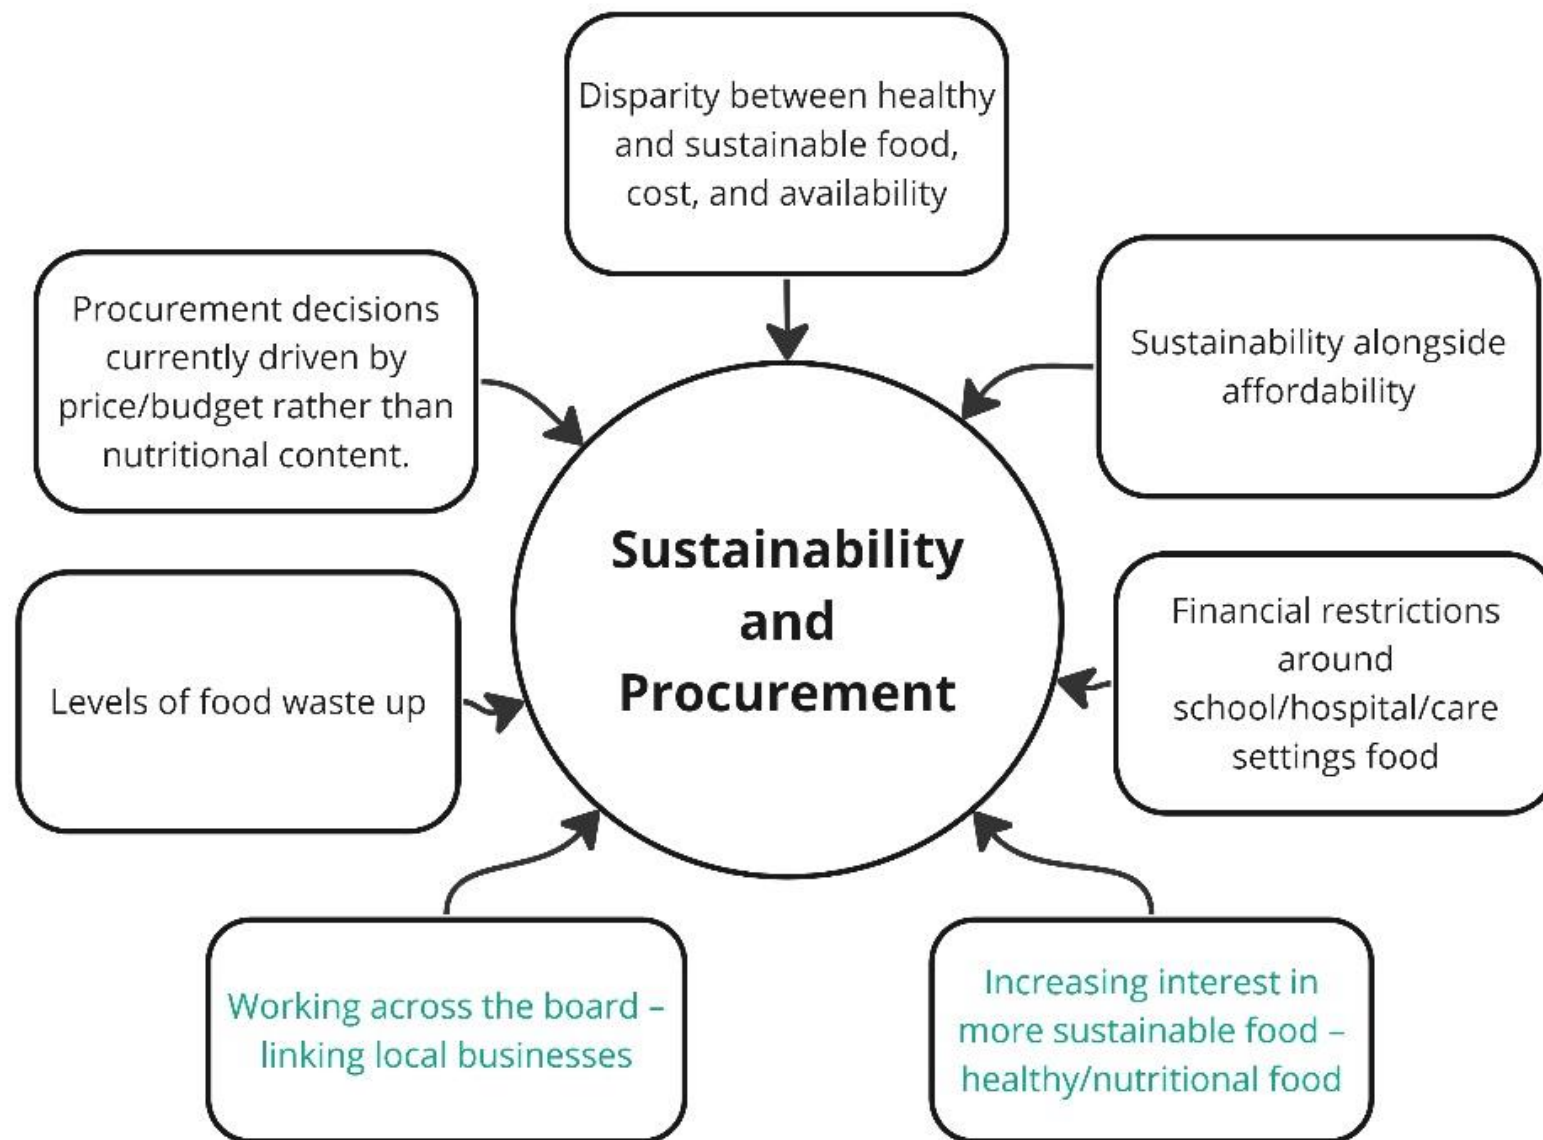 Disparity between healthy
and sustainable food,
cost, and availability
Procurement decisions
currently driven by
price/budget rather than
nutritional content.
Sustainability alongside
affordability
Sustainability
and
Procurement
Levels of food waste up
Financial restrictions
around
school/hospital/care
settings food
Working across the board –
linking local businesses
Increasing interest in
more sustainable food –
healthy/nutritional food